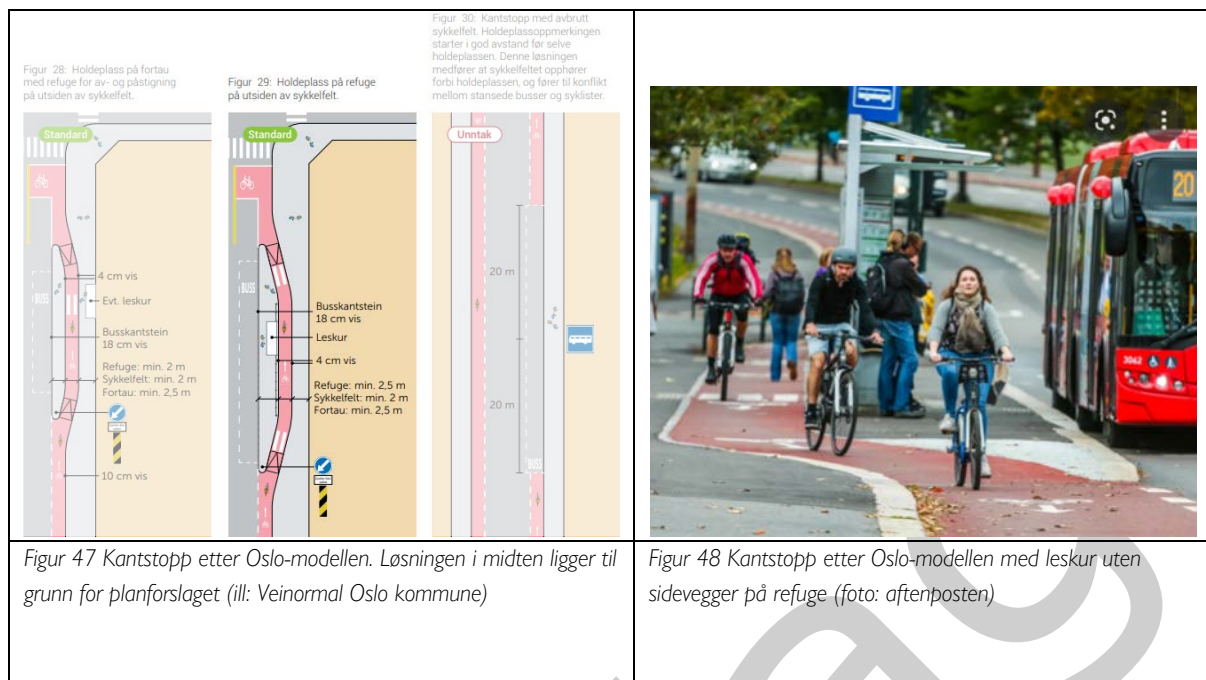 Figur 28: Holdeplass på fortau
med refuge for av- og påstigning
på utsiden av sykkelfelt.
Standard
4 cm vis
Evt. leskur
BUSS
Busskantstein
18 cm vis
Refuge: min. 2 m
Sykkelfelt: min. 2 m
Fortau: min. 2,5 m
10 cm vis
Figur 29: Holdeplass på refuge
på utsiden av sykkelfelt.
Standard
BUSS
Busskantstein
18 cm vis
Leskur
4 cm vis
Refuge: min. 2,5 m
Sykkelfelt: min. 2 m
Fortau: min. 2,5 m
Figur 30: Kantstopp med avbrutt
sykkelfelt. Holdeplassoppmerkingen
starter i god avstand før selve
holdeplassen. Denne løsningen
medfører at sykkelfeltet opphører
forbi holdeplassen, og fører til konflikt
mellom stansede busser og syklister.
Unntak
20 m
20 m
BUSS
20
3062
Figur 47 Kantstopp etter Oslo-modellen. Løsningen i midten ligger til
grunn for planforslaget (ill: Veinormal Oslo kommune)
Figur 48 Kantstopp etter Oslo-modellen med leskur uten
sidevegger på refuge (foto: aftenposten)